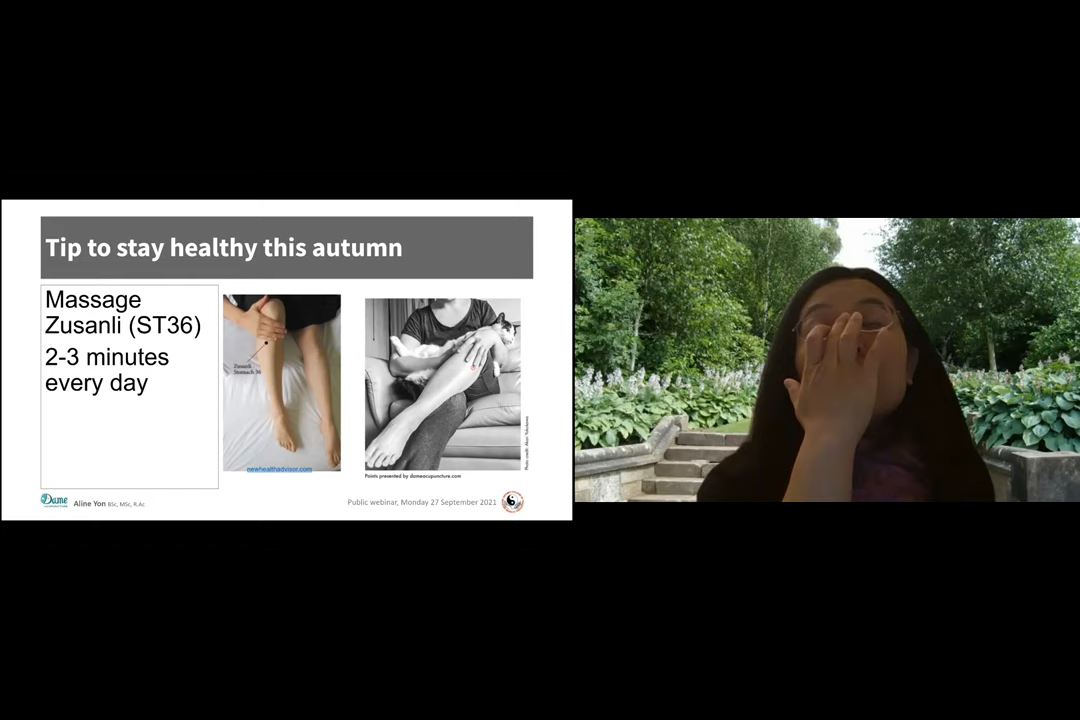 Tip to stay healthy this autumn
Massage
Zusanli (ST36)
2-3 minutes
every day
Zusanli
Stomach 36
newhealthadvisor.com
Points presented by dameacupuncture.com
Dame
Aline Yon BSc, MSc, R.Ac
Public webinar, Monday 27 September 2021